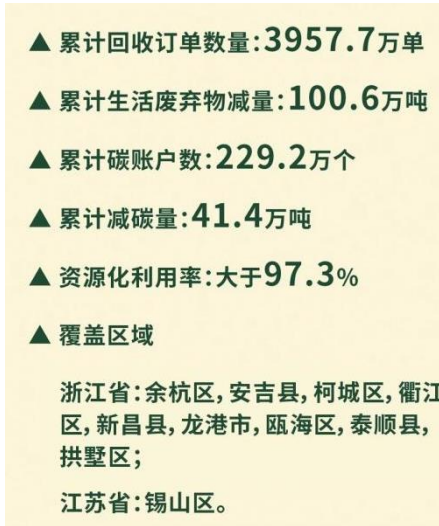 ▲ 累计回收订单数量:3957.7万单
▲ 累计生活废弃物减量:100.6万吨
▲ 累计碳账户数:229.2万个
▲ 累计减碳量:41.4万吨
▲ 资源化利用率:大于97.3%
▲ 覆盖区域
浙江省:余杭区,安吉县,柯城区,衢江
区,新昌县,龙港市,瓯海区,泰顺县,
拱墅区;
江苏省:锡山区。